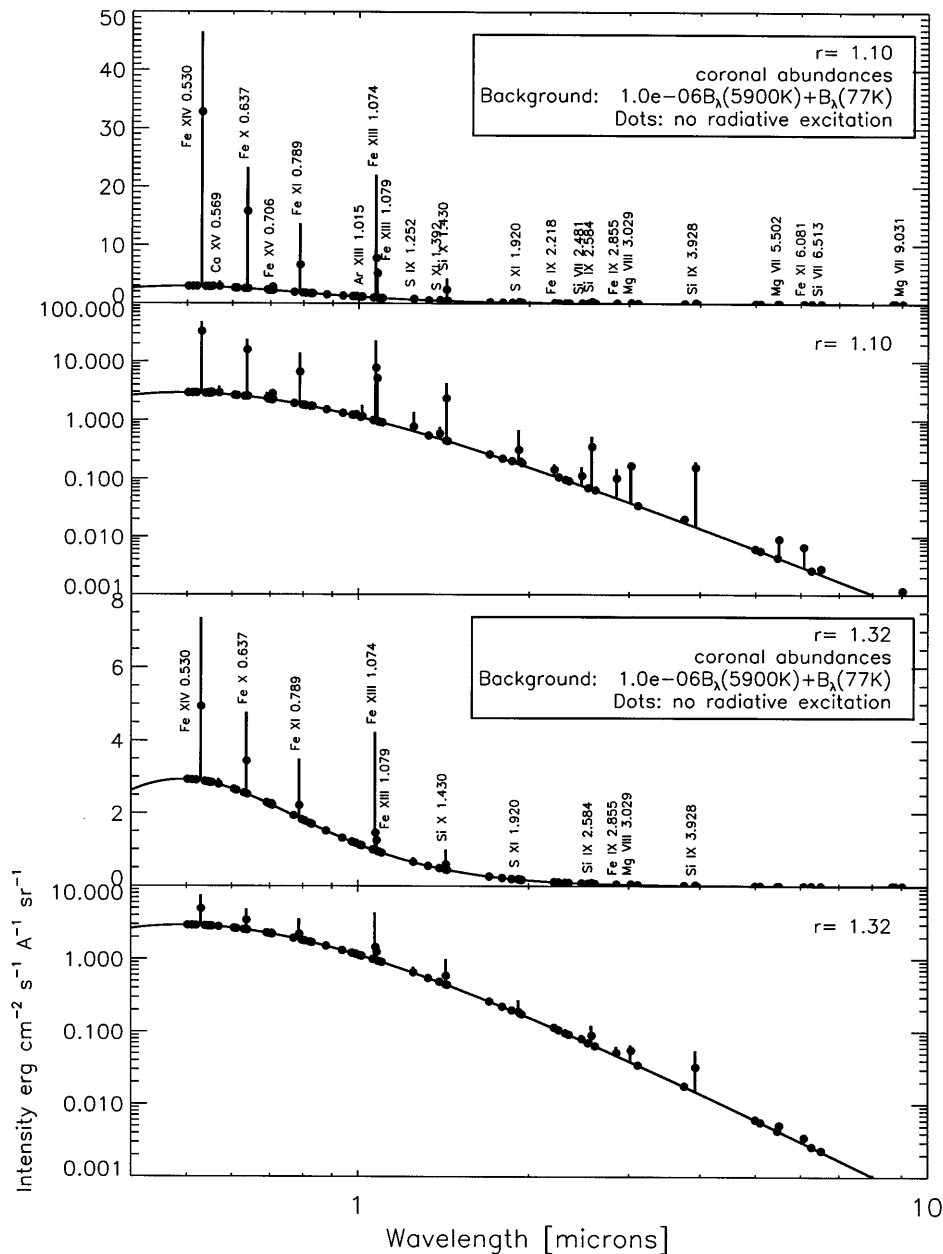 50
40
30
20
10
0
r= 1.10
coronal abundances
Background: 1.0e−06Bλ(5900K)+Bλ(77K)
Dots: no radiative excitation
Fe XIV 0.530
Ca XV 0.569
Fe X 0.637
Fe XV 0.706
Fe XI 0.789
Ar XIII 1.015
Fe XIII 1.074
Fe XIII 1.079
S IX 1.252
S XI 1.392
Si X 1.430
S XI 1.920
Fe IX 2.218
Si VII 2.481
Si IX 2.584
Fe IX 2.855
Mg VIII 3.029
Si IX 3.928
Mg VII 5.502
Fe XI 6.081
Si VII 6.513
Mg VII 9.031
100.000
10.000
1.000
0.100
0.010
0.001
r= 1.10
8
6
4
2
0
r= 1.32
coronal abundances
Background: 1.0e−06Bλ(5900K)+Bλ(77K)
Dots: no radiative excitation
Fe XIV 0.530
Fe X 0.637
Fe XI 0.789
Fe XIII 1.074
Fe XIII 1.079
Si X 1.430
S XI 1.920
Si IX 2.584
Fe IX 2.855
Mg VIII 3.029
Si IX 3.928
10.000
1.000
0.100
0.010
0.001
r= 1.32
Intensity erg cm−2 s−1 A−1 sr−1
1
10
Wavelength [microns]